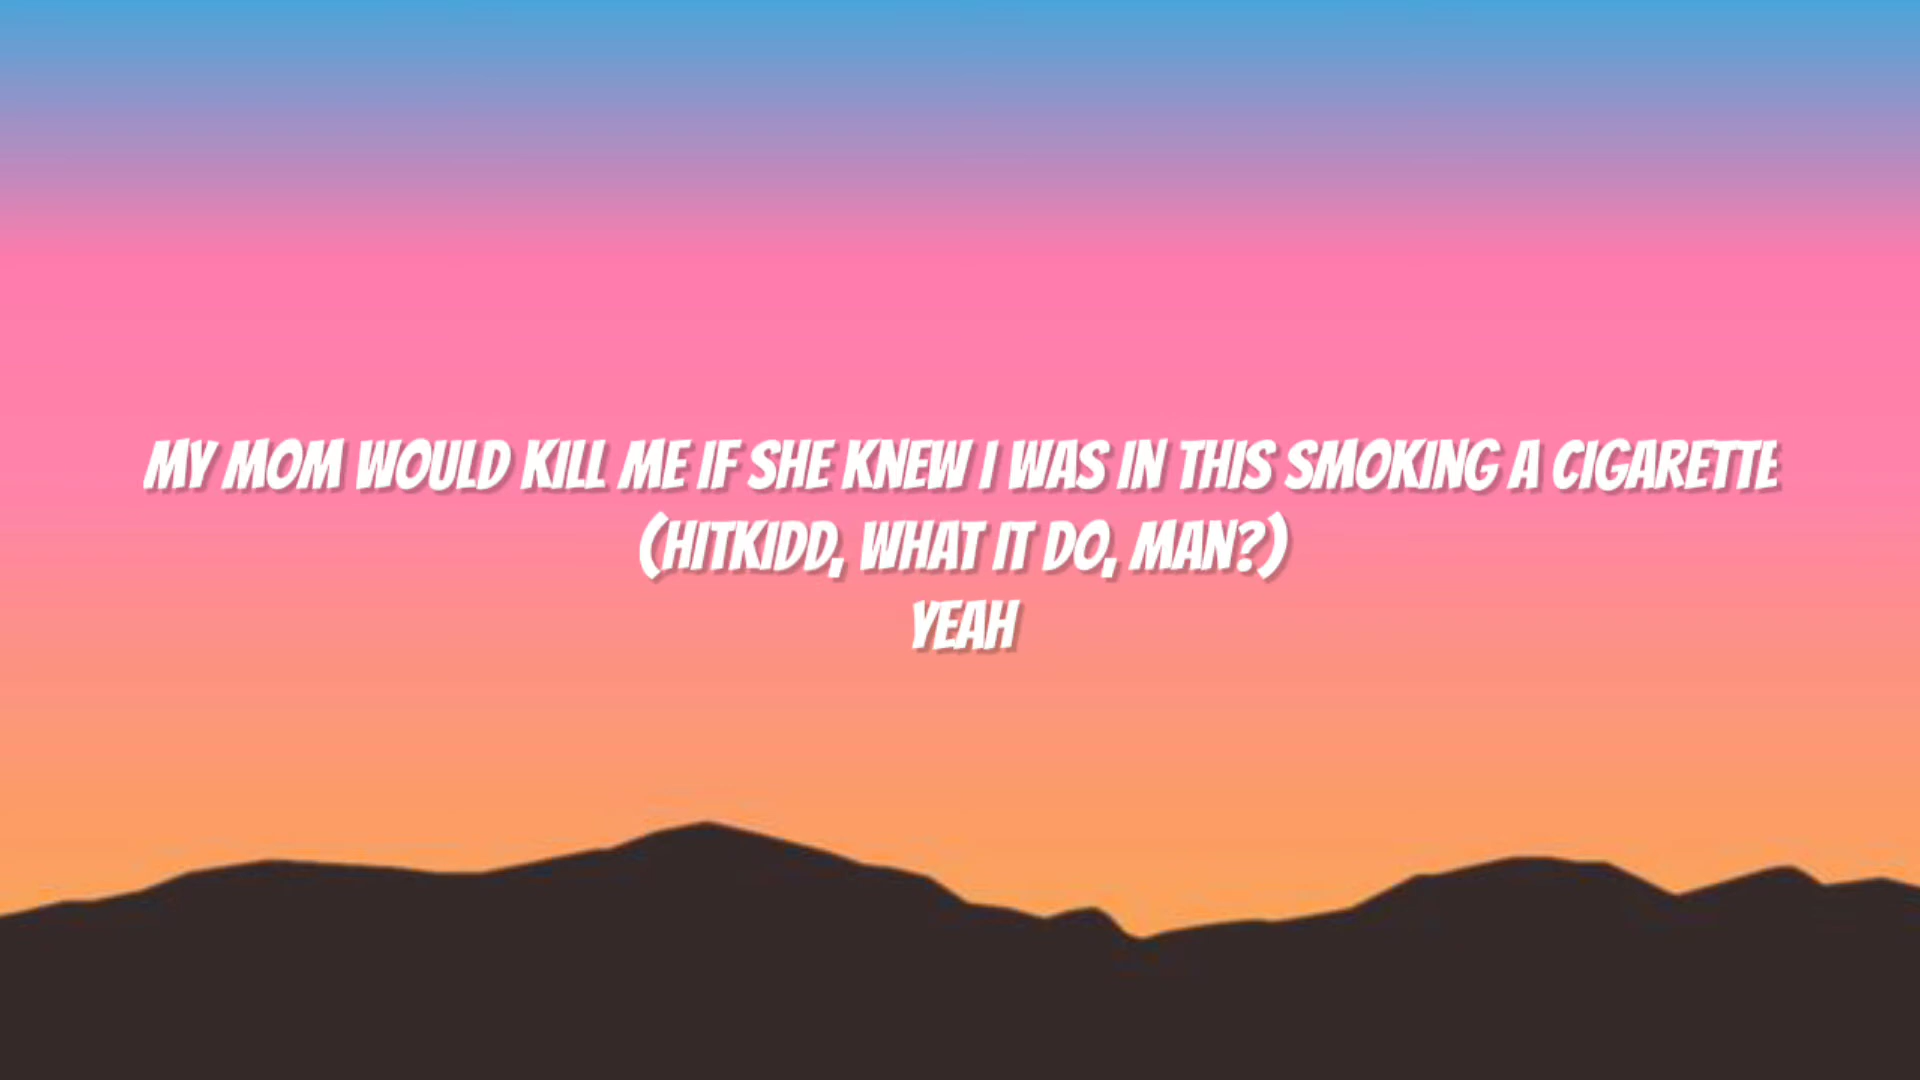 MY MOM WOULD KILL ME IF SHE KNEW I WAS IN THIS SMOKING A CIGARETTE
(HITKIDD, WHAT IT DO, MAN?)
YEAH